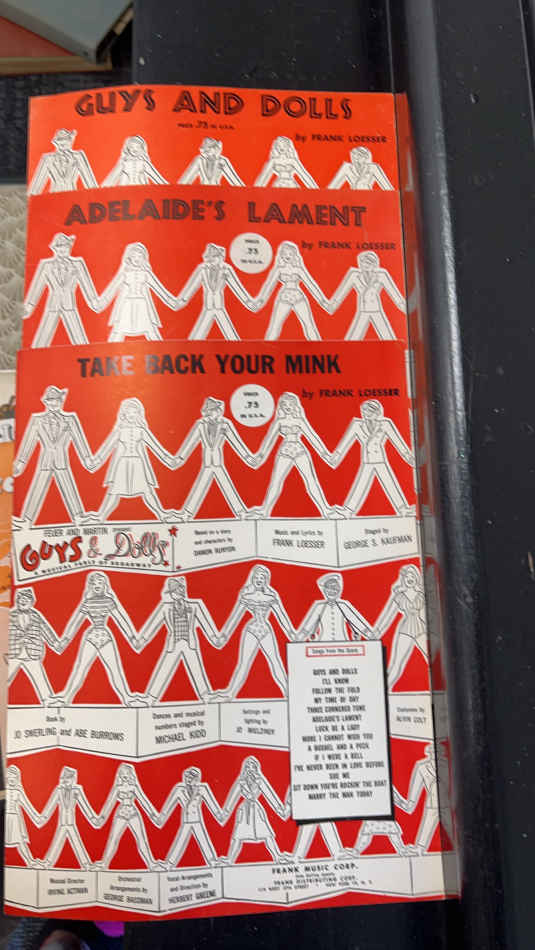 GUYS AND DOLLS
PRICE .75 IN U.S.A.
by FRANK LOESSER
ADELAIDE'S LAMENT
PRICE
.75
IN U.S.A.
by FRANK LOESSER
TAKE BACK YOUR MINK
PRICE
.75
IN U.S.A.
by FRANK LOESSER
FEUER AND MARTIN present
GUYS & Dolls
A MUSICAL FABLE OF BROADWAY
Based on a story
and characters by
DAMON RUNYON
Music and Lyrics by
FRANK LOESSER
Staged by
GEORGE S. KAUFMAN
Songs from the Score
GUYS AND DOLLS
I'LL KNOW
FOLLOW THE FOLD
MY TIME OF DAY
THREE CORNERED TUNE
ADELAIDE'S LAMENT
LUCK BE A LADY
MORE I CANNOT WISH YOU
A BUSHEL AND A PECK
IF I WERE A BELL
I'VE NEVER BEEN IN LOVE BEFORE
SUE ME
SIT DOWN YOU'RE ROCKIN' THE BOAT
MARRY THE MAN TODAY
Book by
JO SWERLING and ABE BURROWS
Dances and musical
numbers staged by
MICHAEL KIDD
Settings and
lighting by
JO MIELZINER
Costumes by
ALVIN COLT
Musical Director
IRVING ACTMAN
Orchestral
Arrangements by
GEORGE BASSMAN
Vocal Arrangements
and Direction by
HERBERT GREENE
FRANK MUSIC CORP.
FRANK DISTRIBUTING CORP.
NEW YORK 19, N. Y.